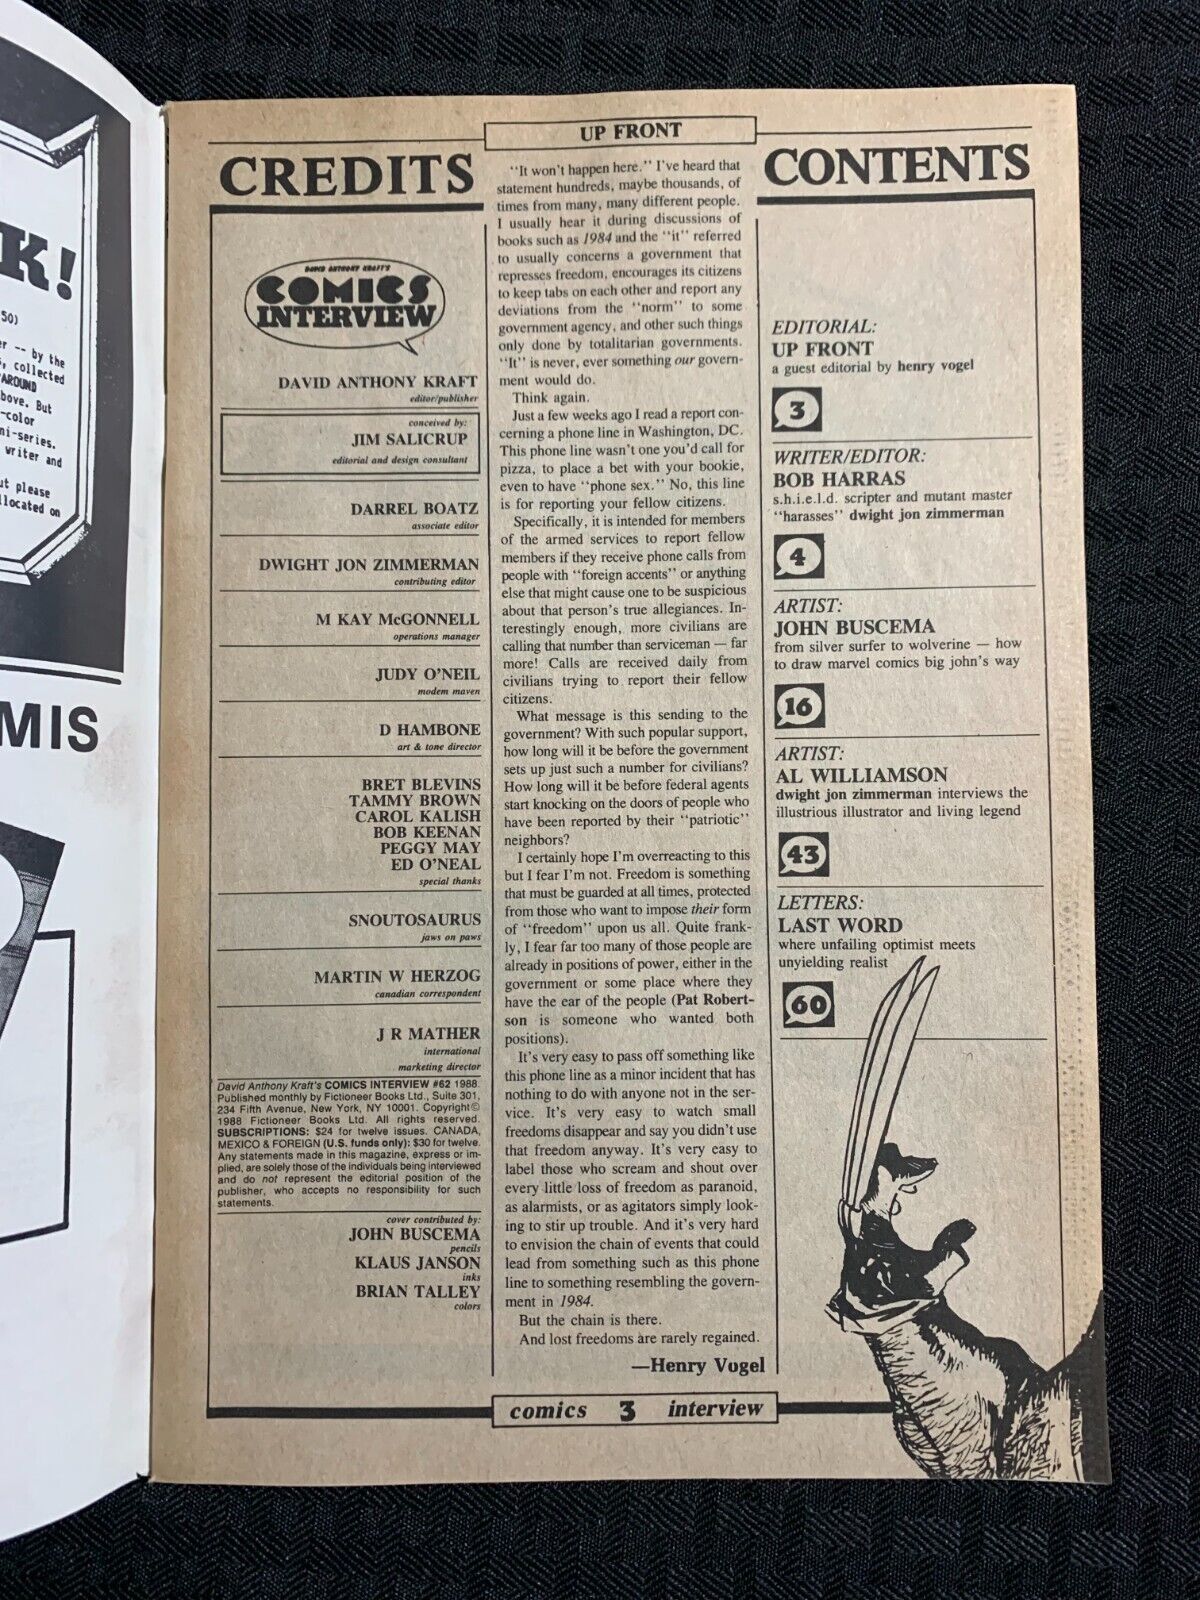 K!
50)
er -- by the
s, collected
AROUND
bove. But
-color
ni-series.
writer and
ut please
llocated on
MIS
UP FRONT
CREDITS
DAVID ANTHONY KRAFT'S
COMICS
INTERVIEW
DAVID ANTHONY KRAFT
editor/publisher
conceived by:
JIM SALICRUP
editorial and design consultant
DARREL BOATZ
associate editor
DWIGHT JON ZIMMERMAN
contributing editor
M KAY McGONNELL
operations manager
JUDY O'NEIL
modem maven
D HAMBONE
art & tone director
BRET BLEVINS
TAMMY BROWN
CAROL KALISH
BOB KEENAN
PEGGY MAY
ED O'NEAL
special thanks
SNOUTOSAURUS
jaws on paws
MARTIN W HERZOG
canadian correspondent
J R MATHER
international
marketing director
David Anthony Kraft's COMICS INTERVIEW #62 1988.
Published monthly by Fictioneer Books Ltd., Suite 301,
234 Fifth Avenue, New York, NY 10001. Copyright©
1988 Fictioneer Books Ltd. All rights reserved.
SUBSCRIPTIONS: $24 for twelve issues. CANADA,
MEXICO & FOREIGN (U.S. funds only): $30 for twelve.
Any statements made in this magazine, express or im-
plied, are solely those of the individuals being interviewed
and do not represent the editorial position of the
publisher, who accepts no responsibility for such
statements.
cover contributed by:
JOHN BUSCEMA
pencils
KLAUS JANSON
inks
BRIAN TALLEY
colors
"It won't happen here." I've heard that
statement hundreds, maybe thousands, of
times from many, many different people.
I usually hear it during discussions of
books such as 1984 and the "it" referred
to usually concerns a government that
represses freedom, encourages its citizens
to keep tabs on each other and report any
deviations from the "norm" to some
government agency, and other such things
only done by totalitarian governments.
"It" is never, ever something our govern-
ment would do.
Think again.
Just a few weeks ago I read a report con-
cerning a phone line in Washington, DC.
This phone line wasn't one you'd call for
pizza, to place a bet with your bookie,
even to have "phone sex." No, this line
is for reporting your fellow citizens.
Specifically, it is intended for members
of the armed services to report fellow
members if they receive phone calls from
people with "foreign accents" or anything
else that might cause one to be suspicious
about that person's true allegiances. In-
terestingly enough, more civilians are
calling that number than serviceman — far
more! Calls are received daily from
civilians trying to report their fellow
citizens.
What message is this sending to the
government? With such popular support,
how long will it be before the government
sets up just such a number for civilians?
How long will it be before federal agents
start knocking on the doors of people who
have been reported by their "patriotic"
neighbors?
I certainly hope I'm overreacting to this
but I fear I'm not. Freedom is something
that must be guarded at all times, protected
from those who want to impose their form
of "freedom" upon us all. Quite frank-
ly, I fear far too many of those people are
already in positions of power, either in the
government or some place where they
have the ear of the people (Pat Robert-
son is someone who wanted both
positions).
It's very easy to pass off something like
this phone line as a minor incident that has
nothing to do with anyone not in the ser-
vice. It's very easy to watch small
freedoms disappear and say you didn't use
that freedom anyway. It's very easy to
label those who scream and shout over
every little loss of freedom as paranoid,
as alarmists, or as agitators simply look-
ing to stir up trouble. And it's very hard
to envision the chain of events that could
lead from something such as this phone
line to something resembling the govern-
ment in 1984.
But the chain is there.
And lost freedoms are rarely regained.
—Henry Vogel
CONTENTS
EDITORIAL:
UP FRONT
a guest editorial by henry vogel
3
WRITER/EDITOR:
BOB HARRAS
s.h.i.e.l.d. scripter and mutant master
"harasses" dwight jon zimmerman
4
ARTIST:
JOHN BUSCEMA
from silver surfer to wolverine — how
to draw marvel comics big john's way
16
ARTIST:
AL WILLIAMSON
dwight jon zimmerman interviews the
illustrious illustrator and living legend
43
LETTERS:
LAST WORD
where unfailing optimist meets
unyielding realist
60
comics 3 interview